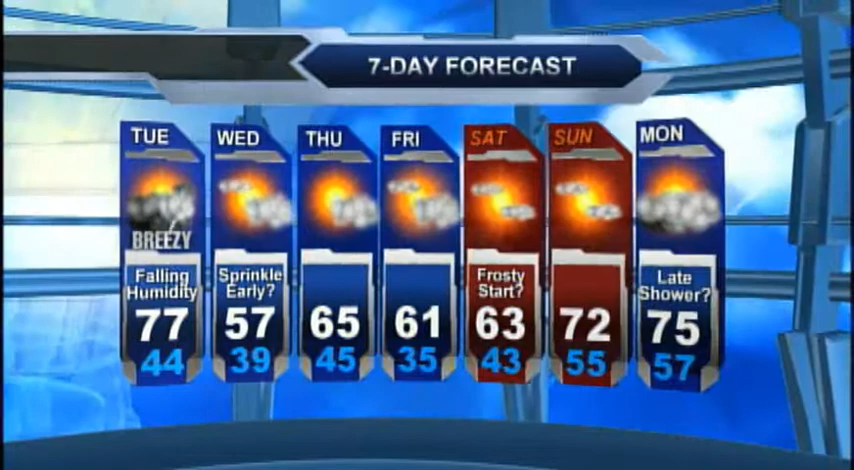 7-DAY FORECAST
TUE
BREEZY
Falling
Humidity
77
44
WED
Sprinkle
Early?
57
39
THU
65
45
FRI
61
35
SAT
Frosty
Start?
63
43
SUN
72
55
MON
Late
Shower?
75
57